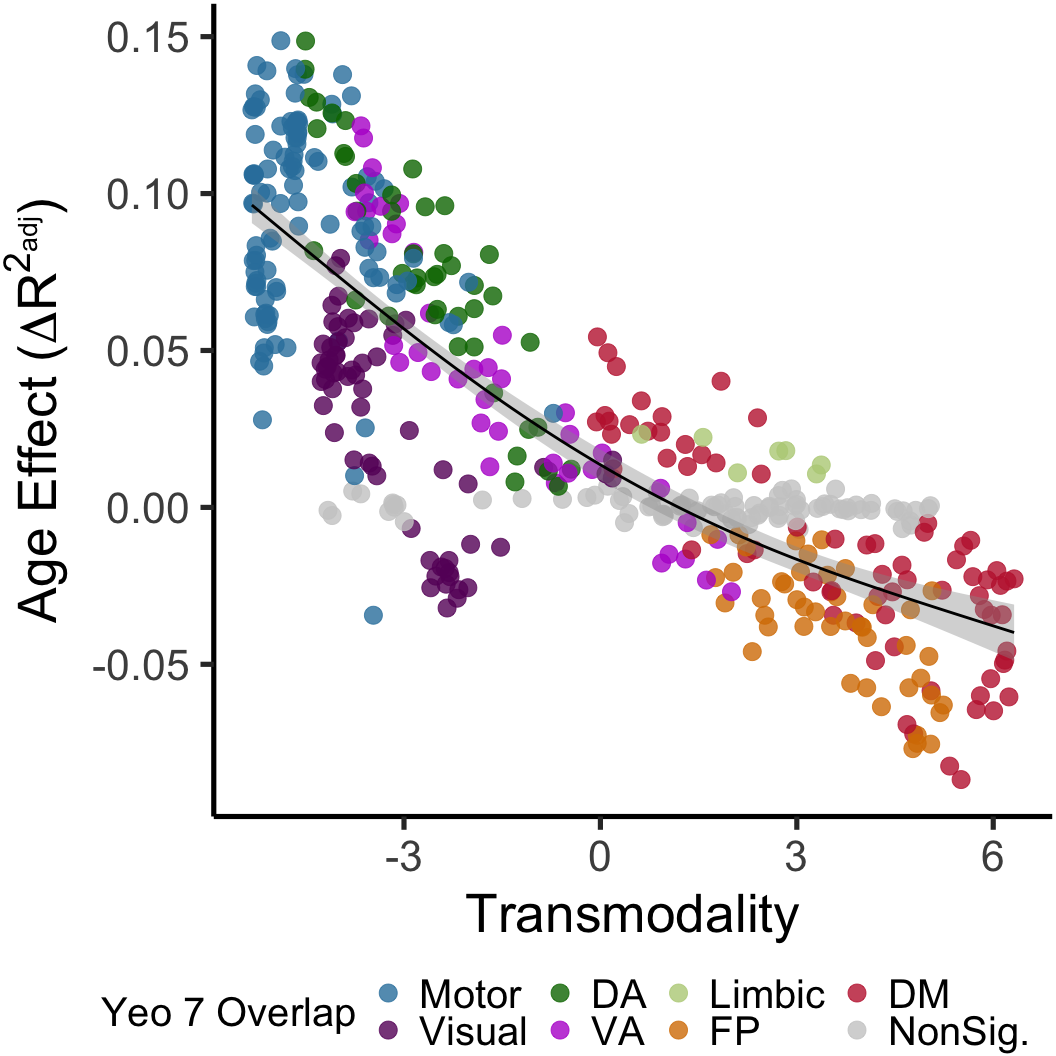 0.15
0.10
0.05
0.00
-0.05
Age Effect (ΔR²adj)
-3 0 3 6
Transmodality
Yeo 7 Overlap
Motor DA Limbic DM
Visual VA FP NonSig.